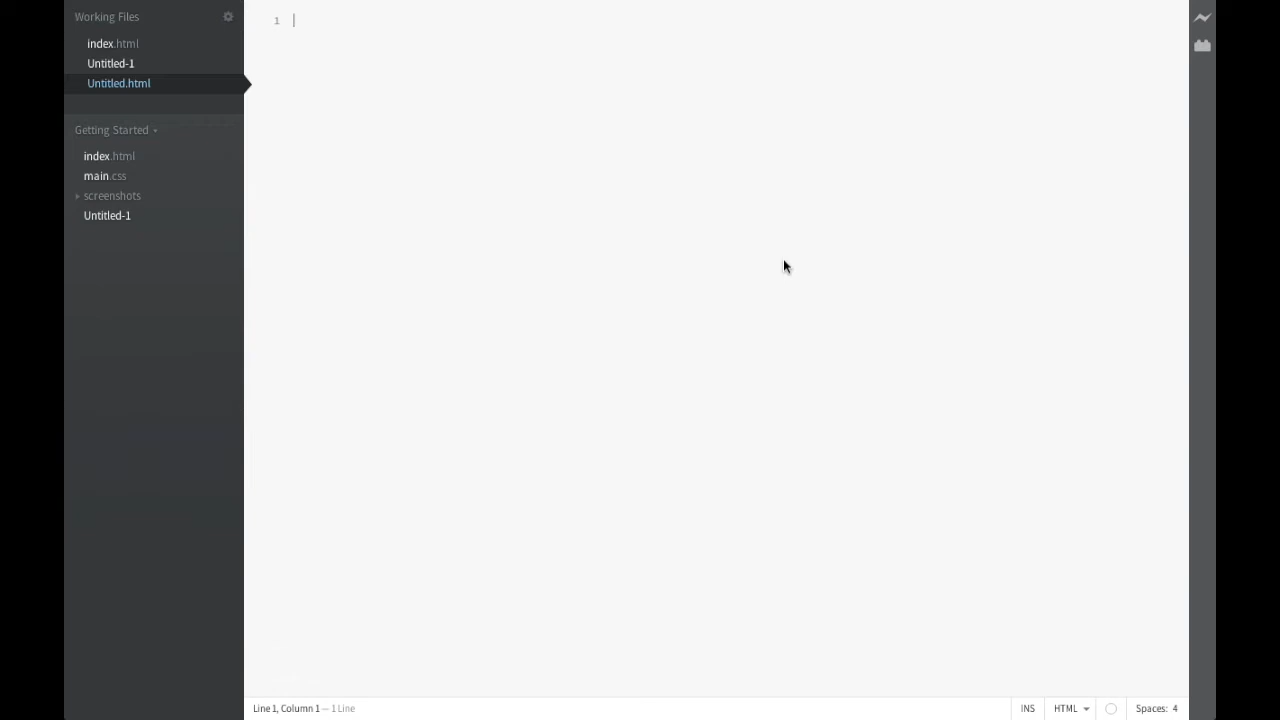 Working Files
index.html
Untitled-1
Untitled.html
Getting Started
index.html
main.css
screenshots
Untitled-1
1
Line 1, Column 1 — 1 Line
INS
HTML
Spaces: 4